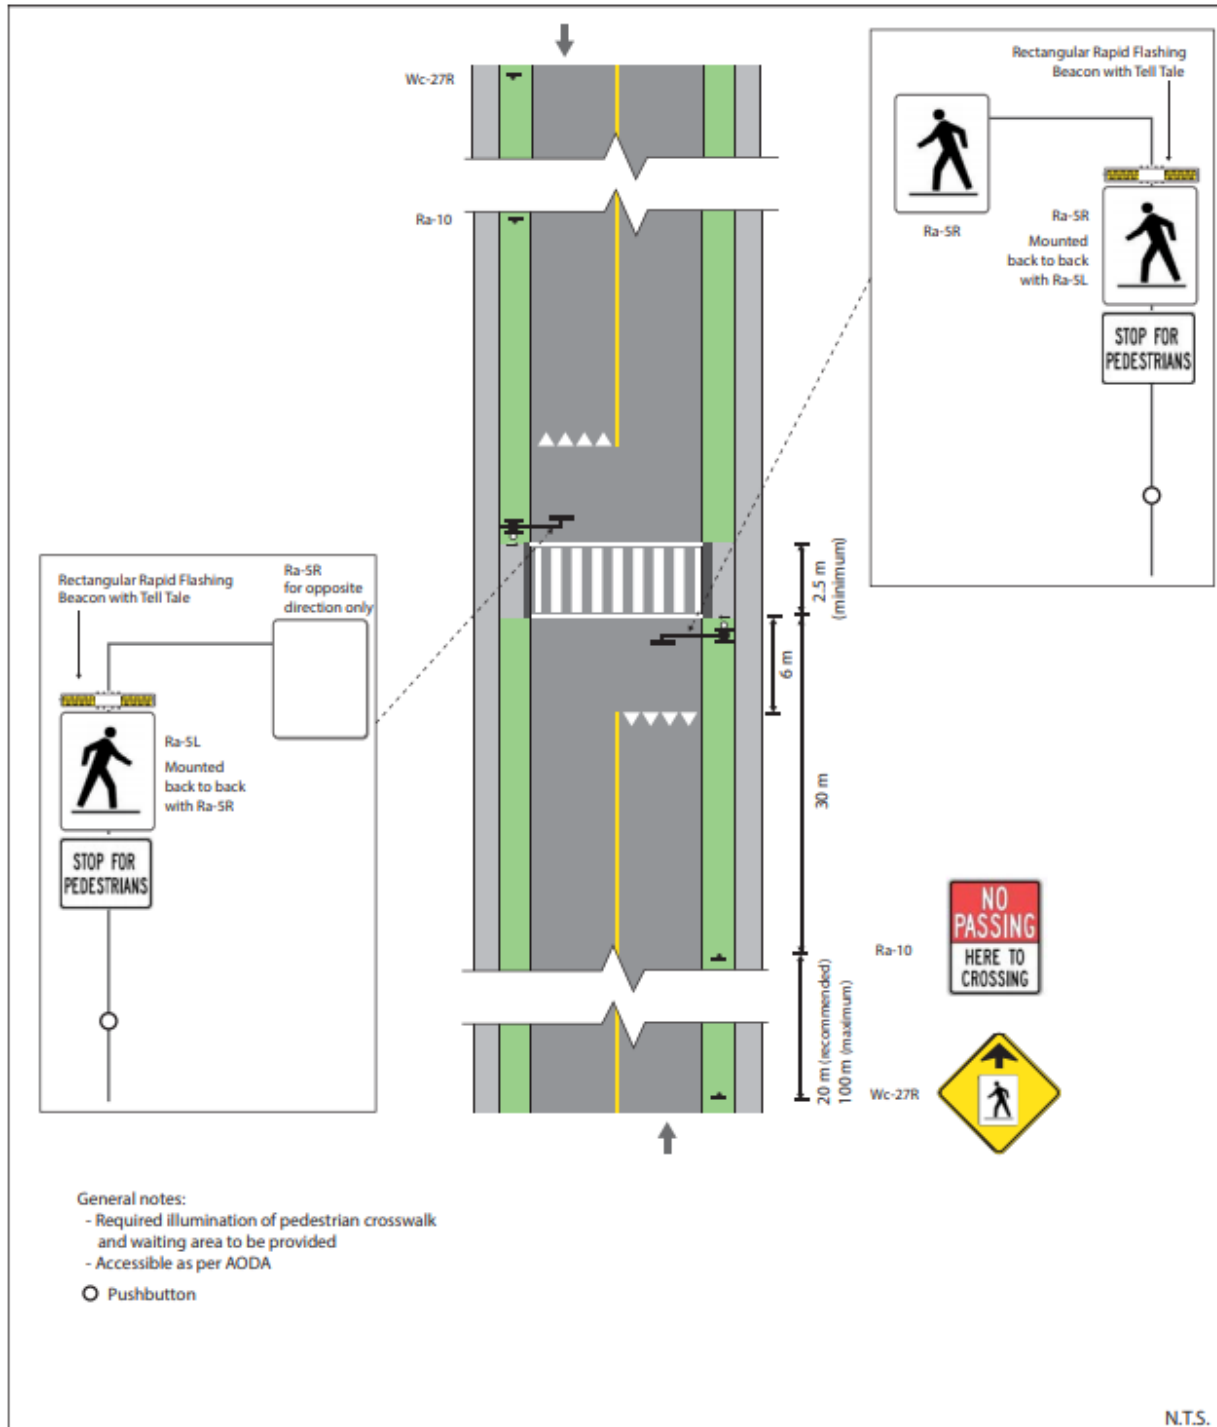 Wc-27R
Ra-10
Rectangular Rapid Flashing
Beacon with Tell Tale
Ra-5R
Ra-5R
Mounted
back to back
with Ra-5L
STOP FOR
PEDESTRIANS
Rectangular Rapid Flashing
Beacon with Tell Tale
Ra-5R
for opposite
direction only
Ra-5L
Mounted
back to back
with Ra-5R
STOP FOR
PEDESTRIANS
2.5 m
(minimum)
6 m
30 m
20 m (recommended)
100 m (maximum)
Ra-10
NO
PASSING
HERE TO
CROSSING
Wc-27R
General notes:
- Required illumination of pedestrian crosswalk
and waiting area to be provided
- Accessible as per AODA
Pushbutton
N.T.S.